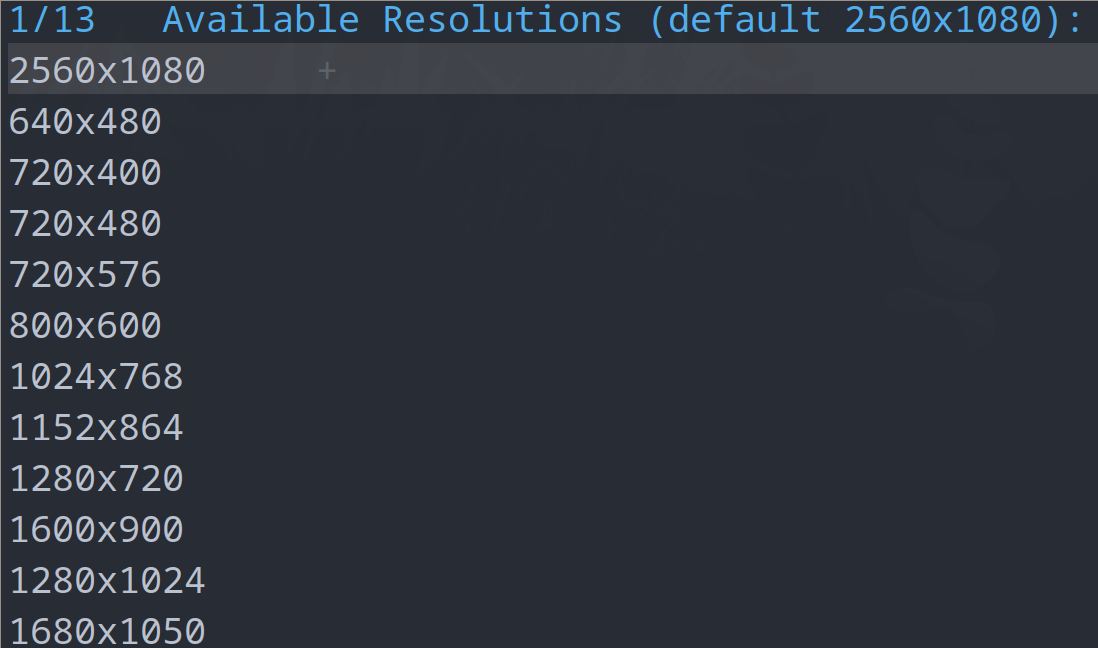 1/13 Available Resolutions (default 2560x1080):
2560x1080 +
640x480
720x400
720x480
720x576
800x600
1024x768
1152x864
1280x720
1600x900
1280x1024
1680x1050